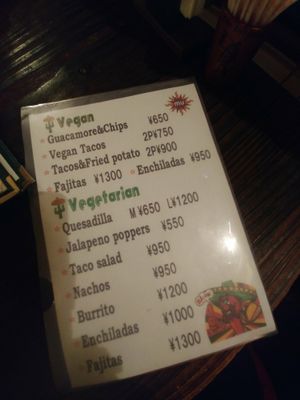 Vegan
Guacamore&Chips ¥650
Vegan Tacos 2P¥750
Tacos&Fried potato 2P¥900
Fajitas ¥1300 Enchiladas ¥950
Vegetarian
Quesadilla M¥650 L¥1200
Jalapeno poppers ¥550
Taco salad ¥950
Nachos ¥950
Burrito ¥1200
Enchiladas ¥1000
Fajitas ¥1300